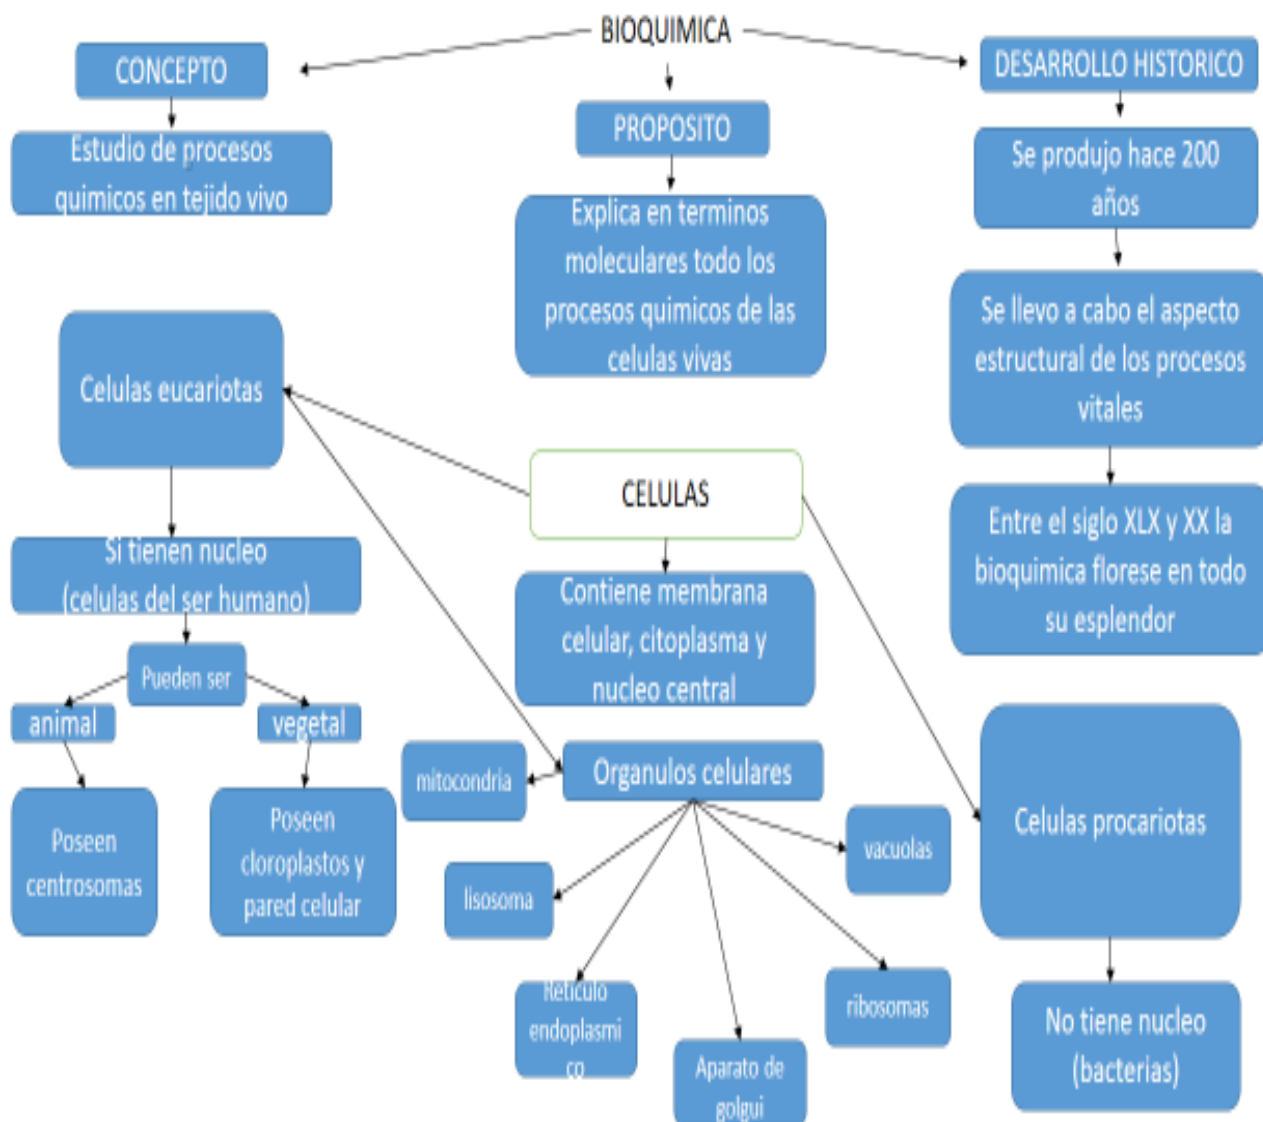 BIOQUIMICA
CONCEPTO
Estudio de procesos
quimicos en tejido vivo
PROPOSITO
Explica en terminos
moleculares todo los
procesos quimicos de las
celulas vivas
DESARROLLO HISTORICO
Se produjo hace 200
años
Se llevo a cabo el aspecto
estructural de los procesos
vitales
Entre el siglo XLX y XX la
bioquimica florese en todo
su esplendor
CELULAS
Contiene membrana
celular, citoplasma y
nucleo central
Celulas eucariotas
Si tienen nucleo
(celulas del ser humano)
Pueden ser
animal
vegetal
Poseen
centrosomas
Poseen
cloroplastos y
pared celular
Organulos celulares
mitocondria
lisosoma
Reticulo
endoplasmi
co
Aparato de
golgui
ribosomas
vacuolas
Celulas procariotas
No tiene nucleo
(bacterias)